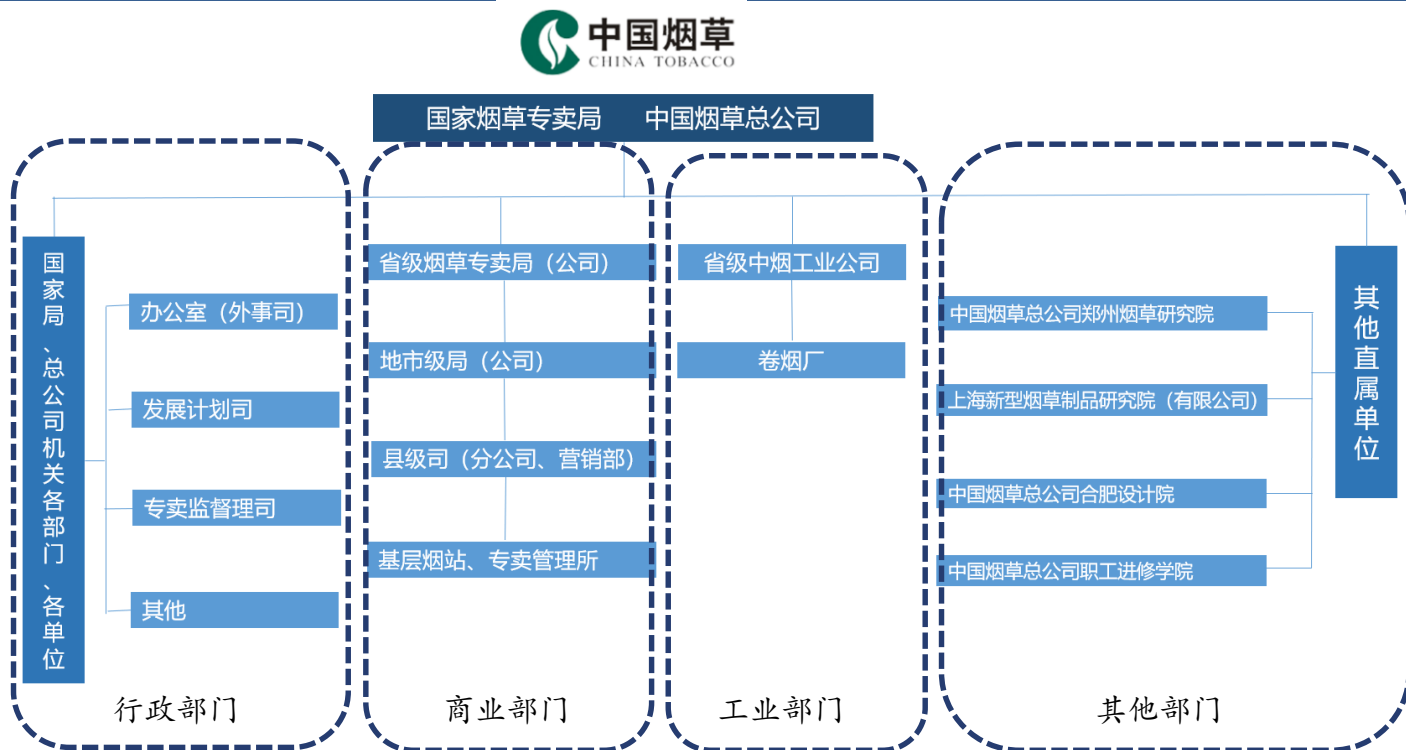 中国烟草
CHINA TOBACCO
国家烟草专卖局 中国烟草总公司
国家局、总公司机关各部门、各单位
办公室（外事司）
发展计划司
专卖监督理司
其他
行政部门
省级烟草专卖局（公司）
地市级局（公司）
县级司（分公司、营销部）
基层烟站、专卖管理所
商业部门
省级中烟工业公司
卷烟厂
工业部门
中国烟草总公司郑州烟草研究院
上海新型烟草制品研究院（有限公司）
中国烟草总公司合肥设计院
中国烟草总公司职工进修学院
其他直属单位
其他部门